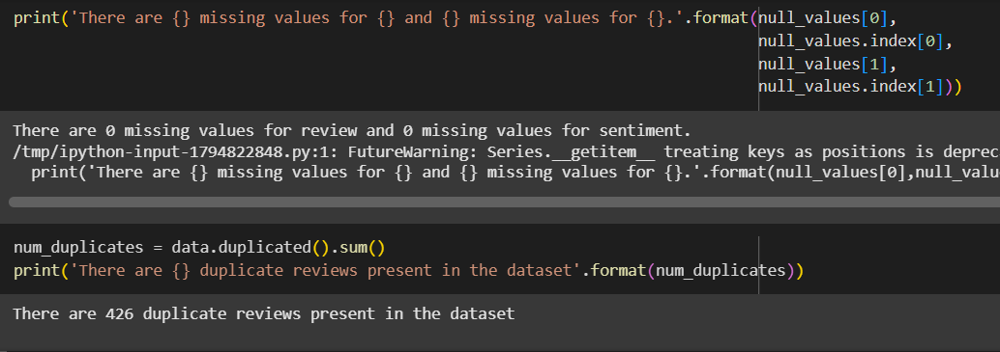 print('There are {} missing values for {} and {} missing values for {}.'.format(null_values[0],
null_values.index[0],
null_values[1],
null_values.index[1]))
There are 0 missing values for review and 0 missing values for sentiment.
/tmp/ipython-input-1794822848.py:1: FutureWarning: Series.__getitem__ treating keys as positions is deprec
print('There are {} missing values for {} and {} missing values for {}.'.format(null_values[0],null_valu
num_duplicates = data.duplicated().sum()
print('There are {} duplicate reviews present in the dataset'.format(num_duplicates))
There are 426 duplicate reviews present in the dataset